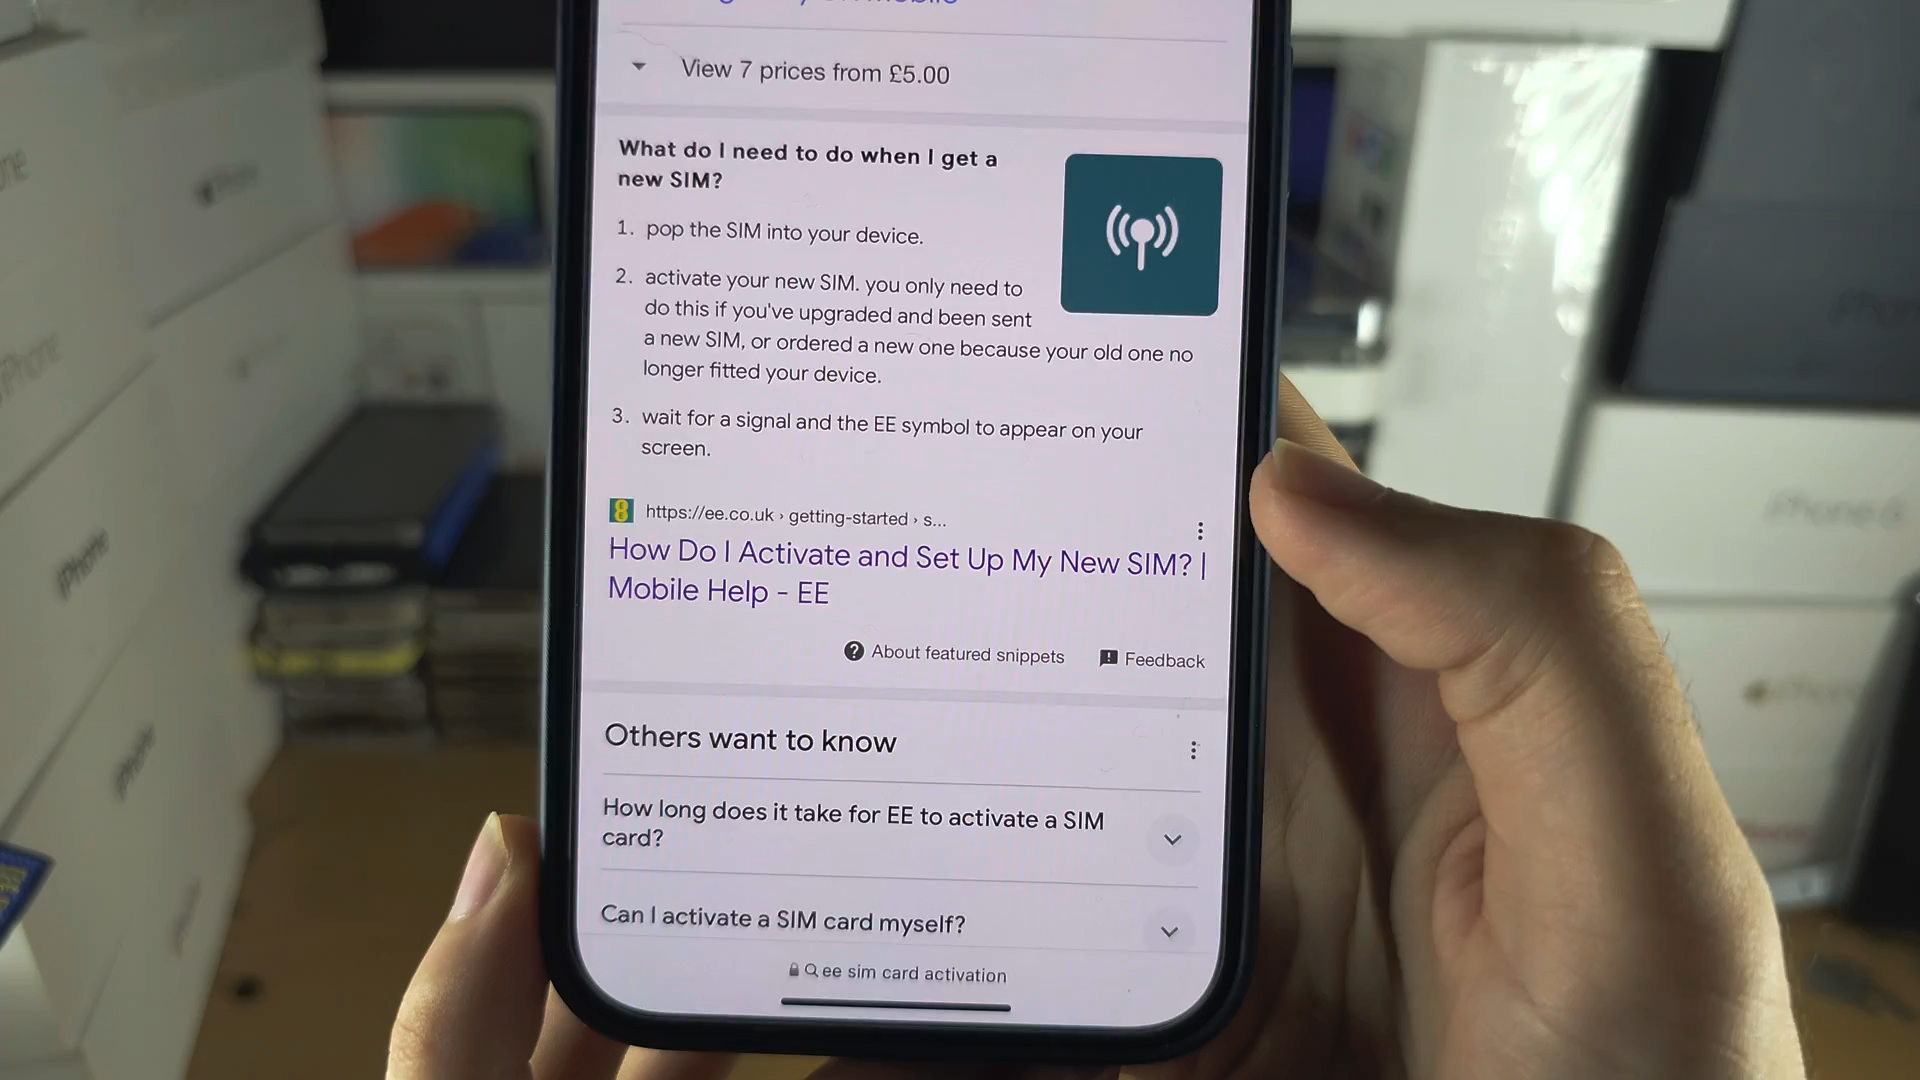 View 7 prices from £5.00
What do I need to do when I get a
new SIM?
1. pop the SIM into your device.
2. activate your new SIM. you only need to
do this if you've upgraded and been sent
a new SIM, or ordered a new one because your old one no
longer fitted your device.
3. wait for a signal and the EE symbol to appear on your
screen.
https://ee.co.uk › getting-started › s...
How Do I Activate and Set Up My New SIM? |
Mobile Help - EE
About featured snippets
Feedback
Others want to know
How long does it take for EE to activate a SIM
card?
Can I activate a SIM card myself?
ee sim card activation
iPhone
iPhone
iPhone
iPhone